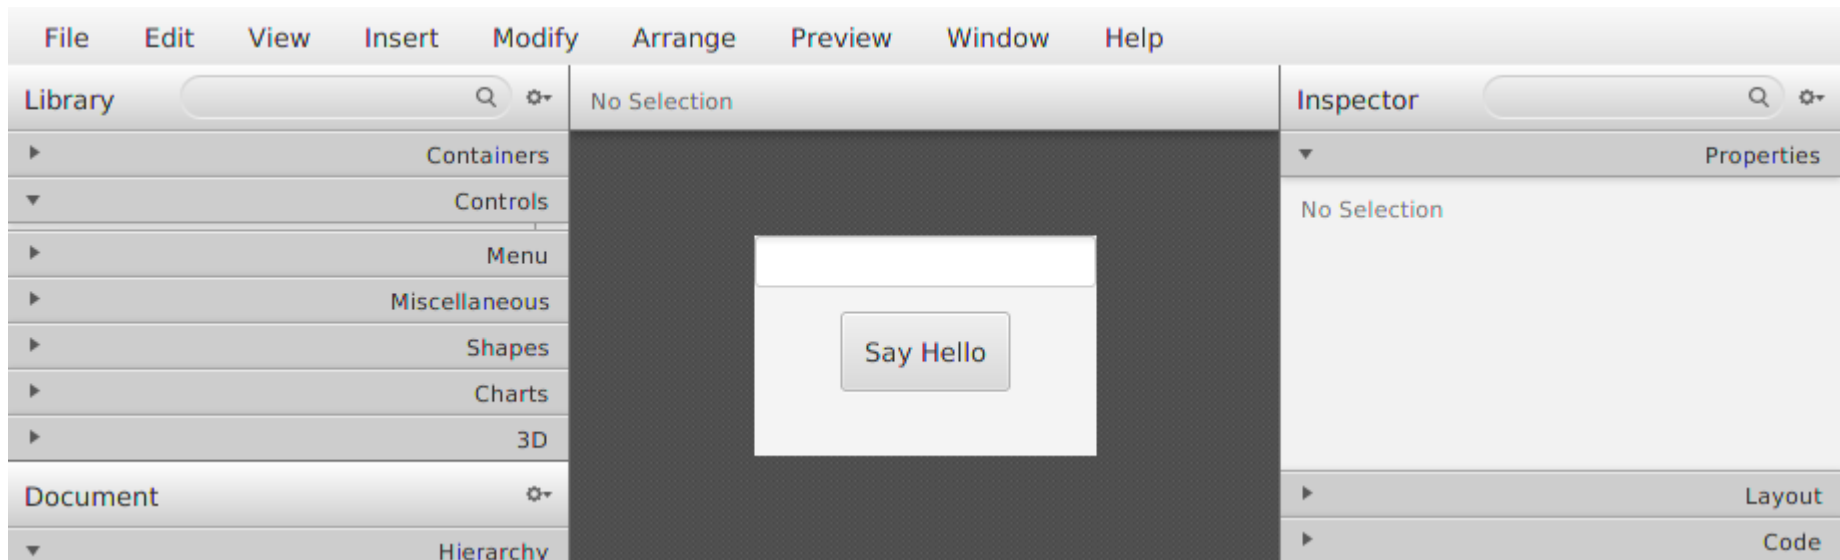 File Edit View Insert Modify Arrange Preview Window Help
Library
Containers
Controls
Menu
Miscellaneous
Shapes
Charts
3D
Document
Hierarchy
No Selection
Say Hello
Inspector
Properties
No Selection
Layout
Code